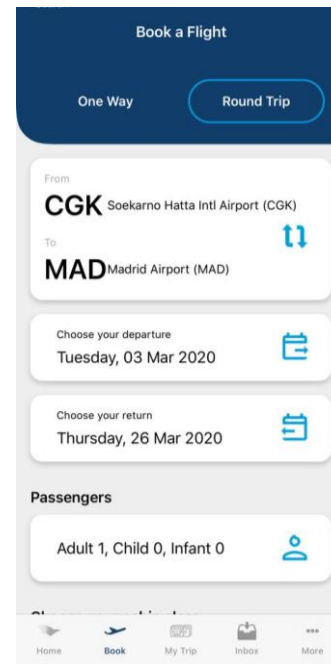 Book a Flight
One Way
Round Trip
From
CGK Soekarno Hatta Intl Airport (CGK)
To
MAD Madrid Airport (MAD)
Choose your departure
Tuesday, 03 Mar 2020
Choose your return
Thursday, 26 Mar 2020
Passengers
Adult 1, Child 0, Infant 0
Home
Book
My Trip
Inbox
More